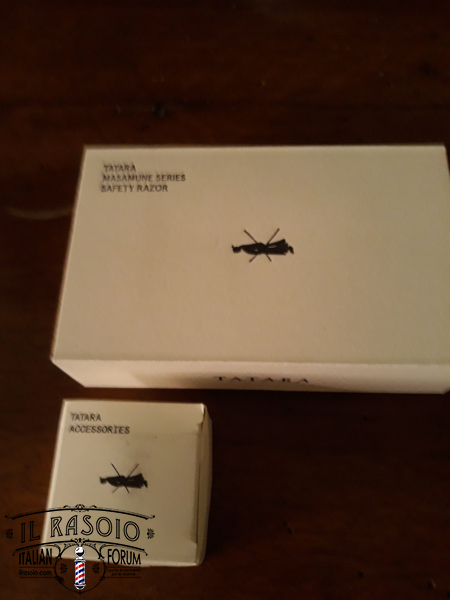 TATARA
MASAMUNE SERIES
SAFETY RAZOR
TATARA
TATARA
ACCESSORIES
IL RASOIO
ITALIAN FORUM